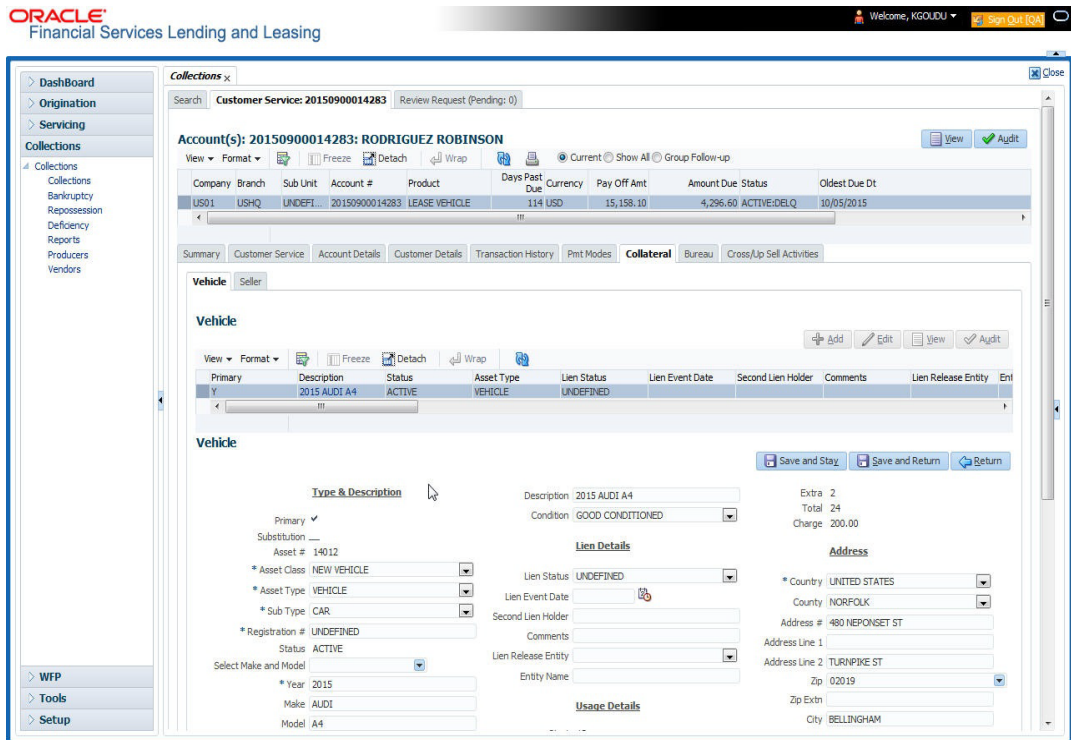 ORACLE
Financial Services Lending and Leasing
Welcome, KGOUDU
Sign Out [QA]
Close
DashBoard
Origination
Servicing
Collections
Collections
Collections
Bankruptcy
Repossession
Deficiency
Reports
Producers
Vendors
WFP
Tools
Setup
Collections x
Search Customer Service: 20150900014283 Review Request (Pending: 0)
Account(s): 20150900014283: RODRIGUEZ ROBINSON
View Audit
View Format Freeze Detach Wrap Current Show All Group Follow-up
Company Branch Sub Unit Account # Product Days Past Due Currency Pay Off Amt Amount Due Status Oldest Due Dt
US01 USHQ UNDEFI... 20150900014283 LEASE VEHICLE 114 USD 15,158.10 4,296.60 ACTIVE:DELQ 10/05/2015
Summary Customer Service Account Details Customer Details Transaction History Pmt Modes Collateral Bureau Cross/Up Sell Activities
Vehicle Seller
Vehicle
Add Edit View Audit
View Format Freeze Detach Wrap
Primary Description Status Asset Type Lien Status Lien Event Date Second Lien Holder Comments Lien Release Entity Ent
Y 2015 AUDI A4 ACTIVE VEHICLE UNDEFINED
Vehicle
Save and Stay Save and Return Return
Type & Description
Primary
Substitution
Asset # 14012
* Asset Class NEW VEHICLE
* Asset Type VEHICLE
* Sub Type CAR
* Registration # UNDEFINED
Status ACTIVE
Select Make and Model
* Year 2015
Make AUDI
Model A4
Description 2015 AUDI A4
Condition GOOD CONDITIONED
Lien Details
Lien Status UNDEFINED
Lien Event Date
Second Lien Holder
Comments
Lien Release Entity
Entity Name
Usage Details
Extra 2
Total 24
Charge 200.00
Address
* Country UNITED STATES
County NORFOLK
Address # 480 NEPONSET ST
Address Line 1
Address Line 2 TURNPIKE ST
Zip 02019
Zip Extn
City BELLINGHAM